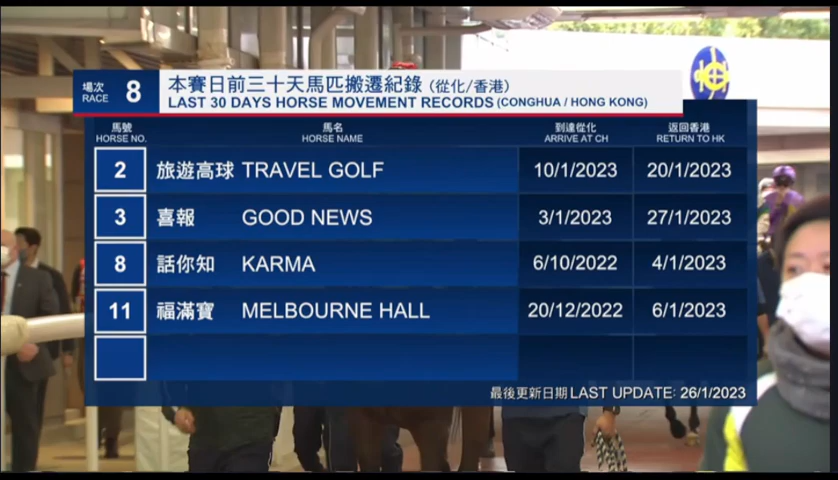 場次
RACE 8
本賽日前三十天馬匹搬遷紀錄 (從化/香港)
LAST 30 DAYS HORSE MOVEMENT RECORDS (CONGHUA / HONG KONG)
馬號 馬名 到達從化 返回香港
HORSE NO. HORSE NAME ARRIVE AT CH RETURN TO HK
2 旅遊高球 TRAVEL GOLF 10/1/2023 20/1/2023
3 喜報 GOOD NEWS 3/1/2023 27/1/2023
8 話你知 KARMA 6/10/2022 4/1/2023
11 福滿寶 MELBOURNE HALL 20/12/2022 6/1/2023
最後更新日期 LAST UPDATE: 26/1/2023